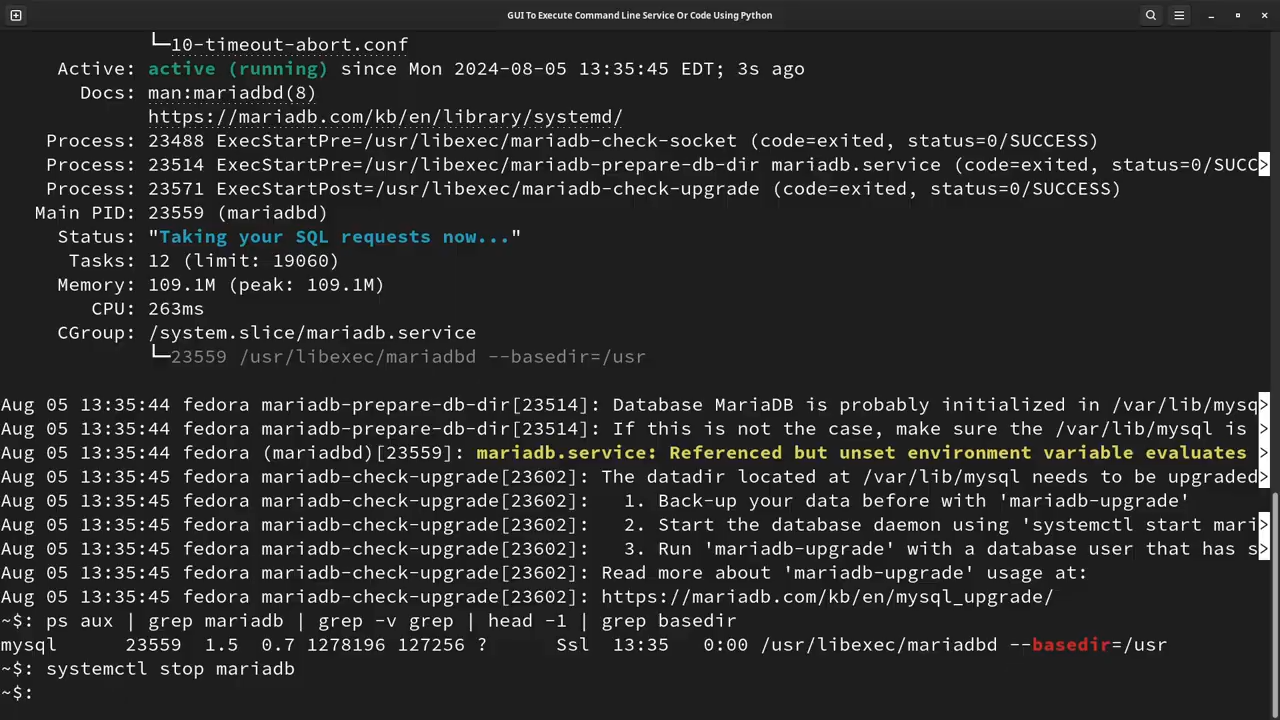 GUI To Execute Command Line Service Or Code Using Python
└─10-timeout-abort.conf
Active: active (running) since Mon 2024-08-05 13:35:45 EDT; 3s ago
Docs: man:mariadbd(8)
https://mariadb.com/kb/en/library/systemd/
Process: 23488 ExecStartPre=/usr/libexec/mariadb-check-socket (code=exited, status=0/SUCCESS)
Process: 23514 ExecStartPre=/usr/libexec/mariadb-prepare-db-dir mariadb.service (code=exited, status=0/SUCC>
Process: 23571 ExecStartPost=/usr/libexec/mariadb-check-upgrade (code=exited, status=0/SUCCESS)
Main PID: 23559 (mariadbd)
Status: "Taking your SQL requests now..."
Tasks: 12 (limit: 19060)
Memory: 109.1M (peak: 109.1M)
CPU: 263ms
CGroup: /system.slice/mariadb.service
└─23559 /usr/libexec/mariadbd --basedir=/usr
Aug 05 13:35:44 fedora mariadb-prepare-db-dir[23514]: Database MariaDB is probably initialized in /var/lib/mysq>
Aug 05 13:35:44 fedora mariadb-prepare-db-dir[23514]: If this is not the case, make sure the /var/lib/mysql is >
Aug 05 13:35:44 fedora (mariadbd)[23559]: mariadb.service: Referenced but unset environment variable evaluates >
Aug 05 13:35:45 fedora mariadb-check-upgrade[23602]: The datadir located at /var/lib/mysql needs to be upgraded>
Aug 05 13:35:45 fedora mariadb-check-upgrade[23602]:   1. Back-up your data before with 'mariadb-upgrade'
Aug 05 13:35:45 fedora mariadb-check-upgrade[23602]:   2. Start the database daemon using 'systemctl start mari>
Aug 05 13:35:45 fedora mariadb-check-upgrade[23602]:   3. Run 'mariadb-upgrade' with a database user that has s>
Aug 05 13:35:45 fedora mariadb-check-upgrade[23602]: Read more about 'mariadb-upgrade' usage at:
Aug 05 13:35:45 fedora mariadb-check-upgrade[23602]: https://mariadb.com/kb/en/mysql_upgrade/
~$: ps aux | grep mariadb | grep -v grep | head -1 | grep basedir
mysql 23559 1.5 0.7 1278196 127256 ? Ssl 13:35 0:00 /usr/libexec/mariadbd --basedir=/usr
~$: systemctl stop mariadb
~$: